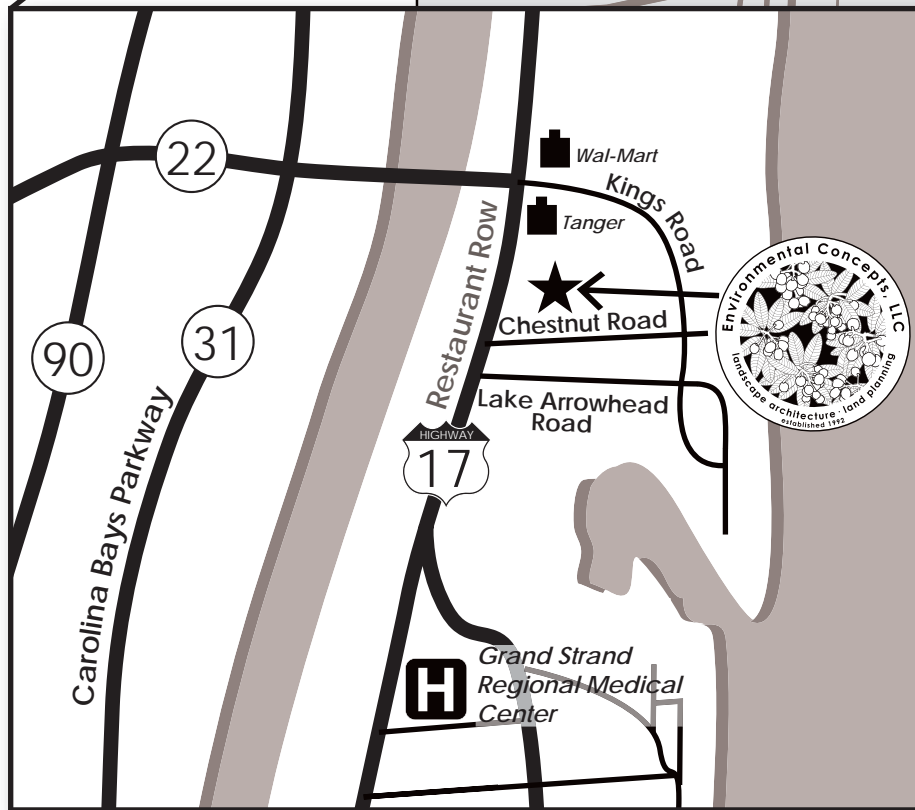 22
Wal-Mart
Kings Road
Tanger
Restaurant Row
Environmental Concepts, LLC
landscape architecture · land planning
established 1992
Chestnut Road
31
90
Lake Arrowhead
Road
HIGHWAY
17
Carolina Bays Parkway
H
Grand Strand
Regional Medical
Center